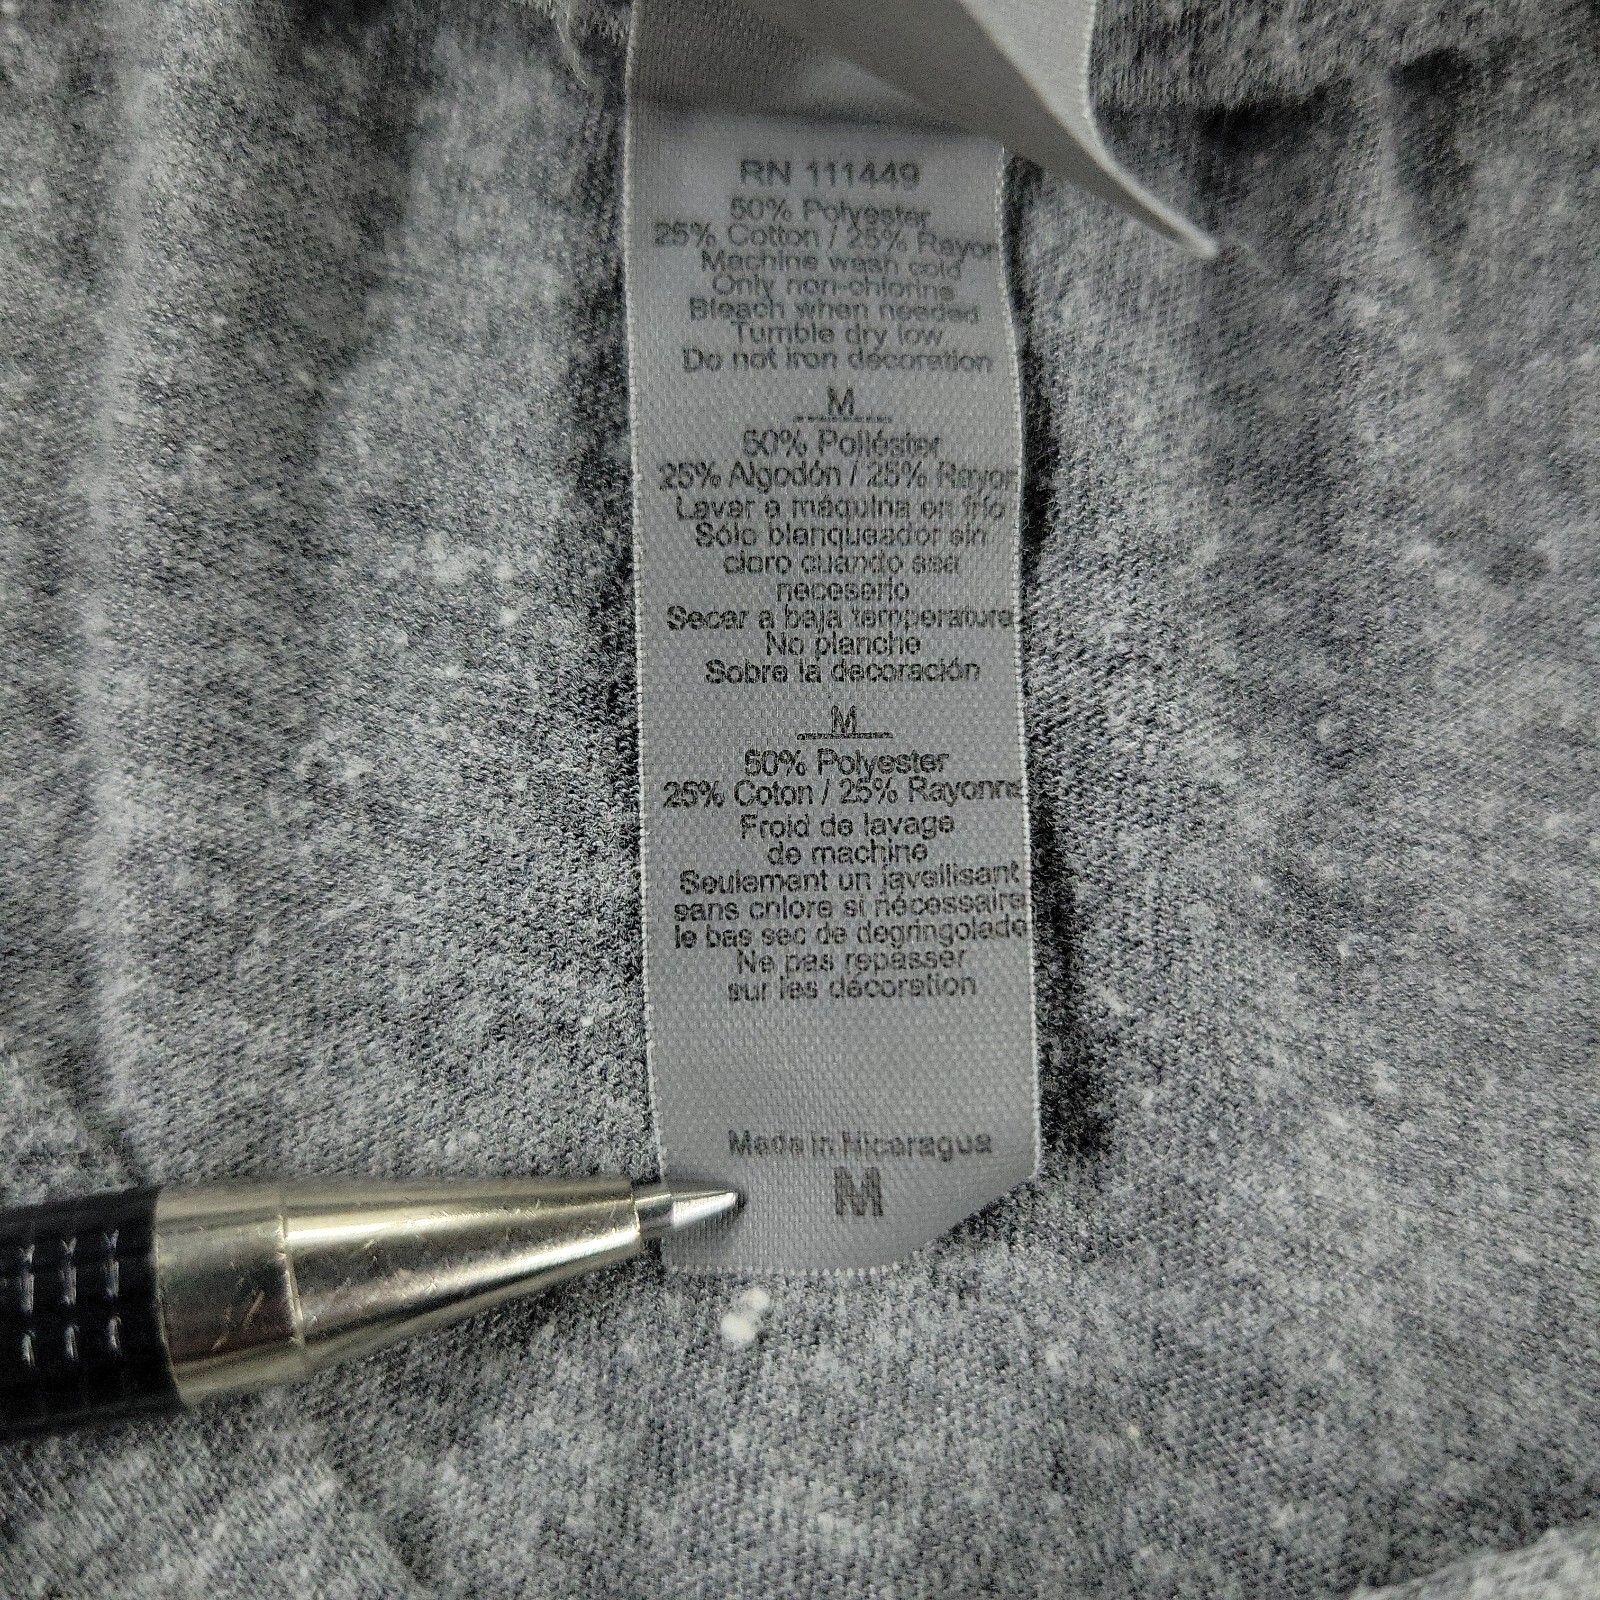 RN 111449
50% Polyester
25% Cotton / 25% Rayon
Machine wash cold
Only non-chlorine
Bleach when needed
Tumble dry low
Do not iron decoration
M
50% Poliéster
25% Algodón / 25% Rayon
Lavar a máquina en frío
Sólo blanqueador sin
cloro cuando sea
necesario
Secar a baja temperature
No planche
Sobre la decoración
M
50% Polyester
25% Coton / 25% Rayonne
Froid de lavage
de machine
Seulement un javellisant
sans chlore si nécessaire
le bas sec de degringolade
Ne pas repasser
sur les décoration
Made in Nicaragua
M